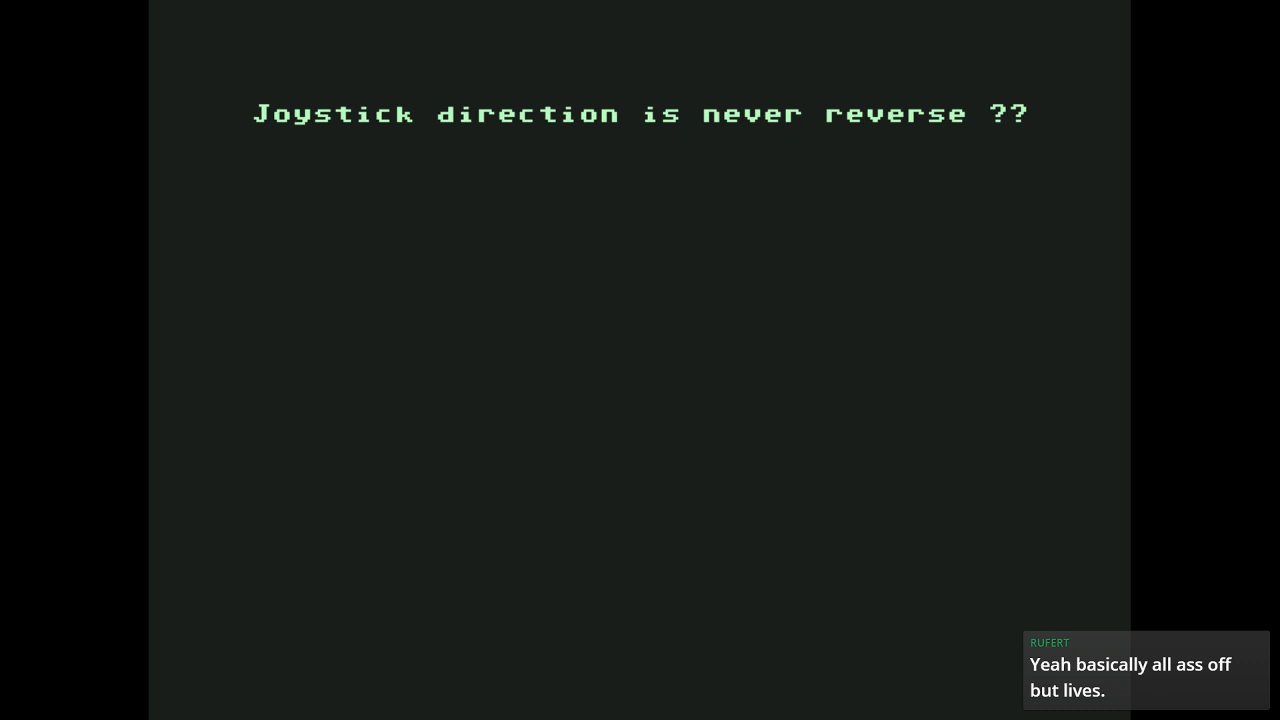 Joystick direction is never reverse ??
RUFERT
Yeah basically all ass off
but lives.